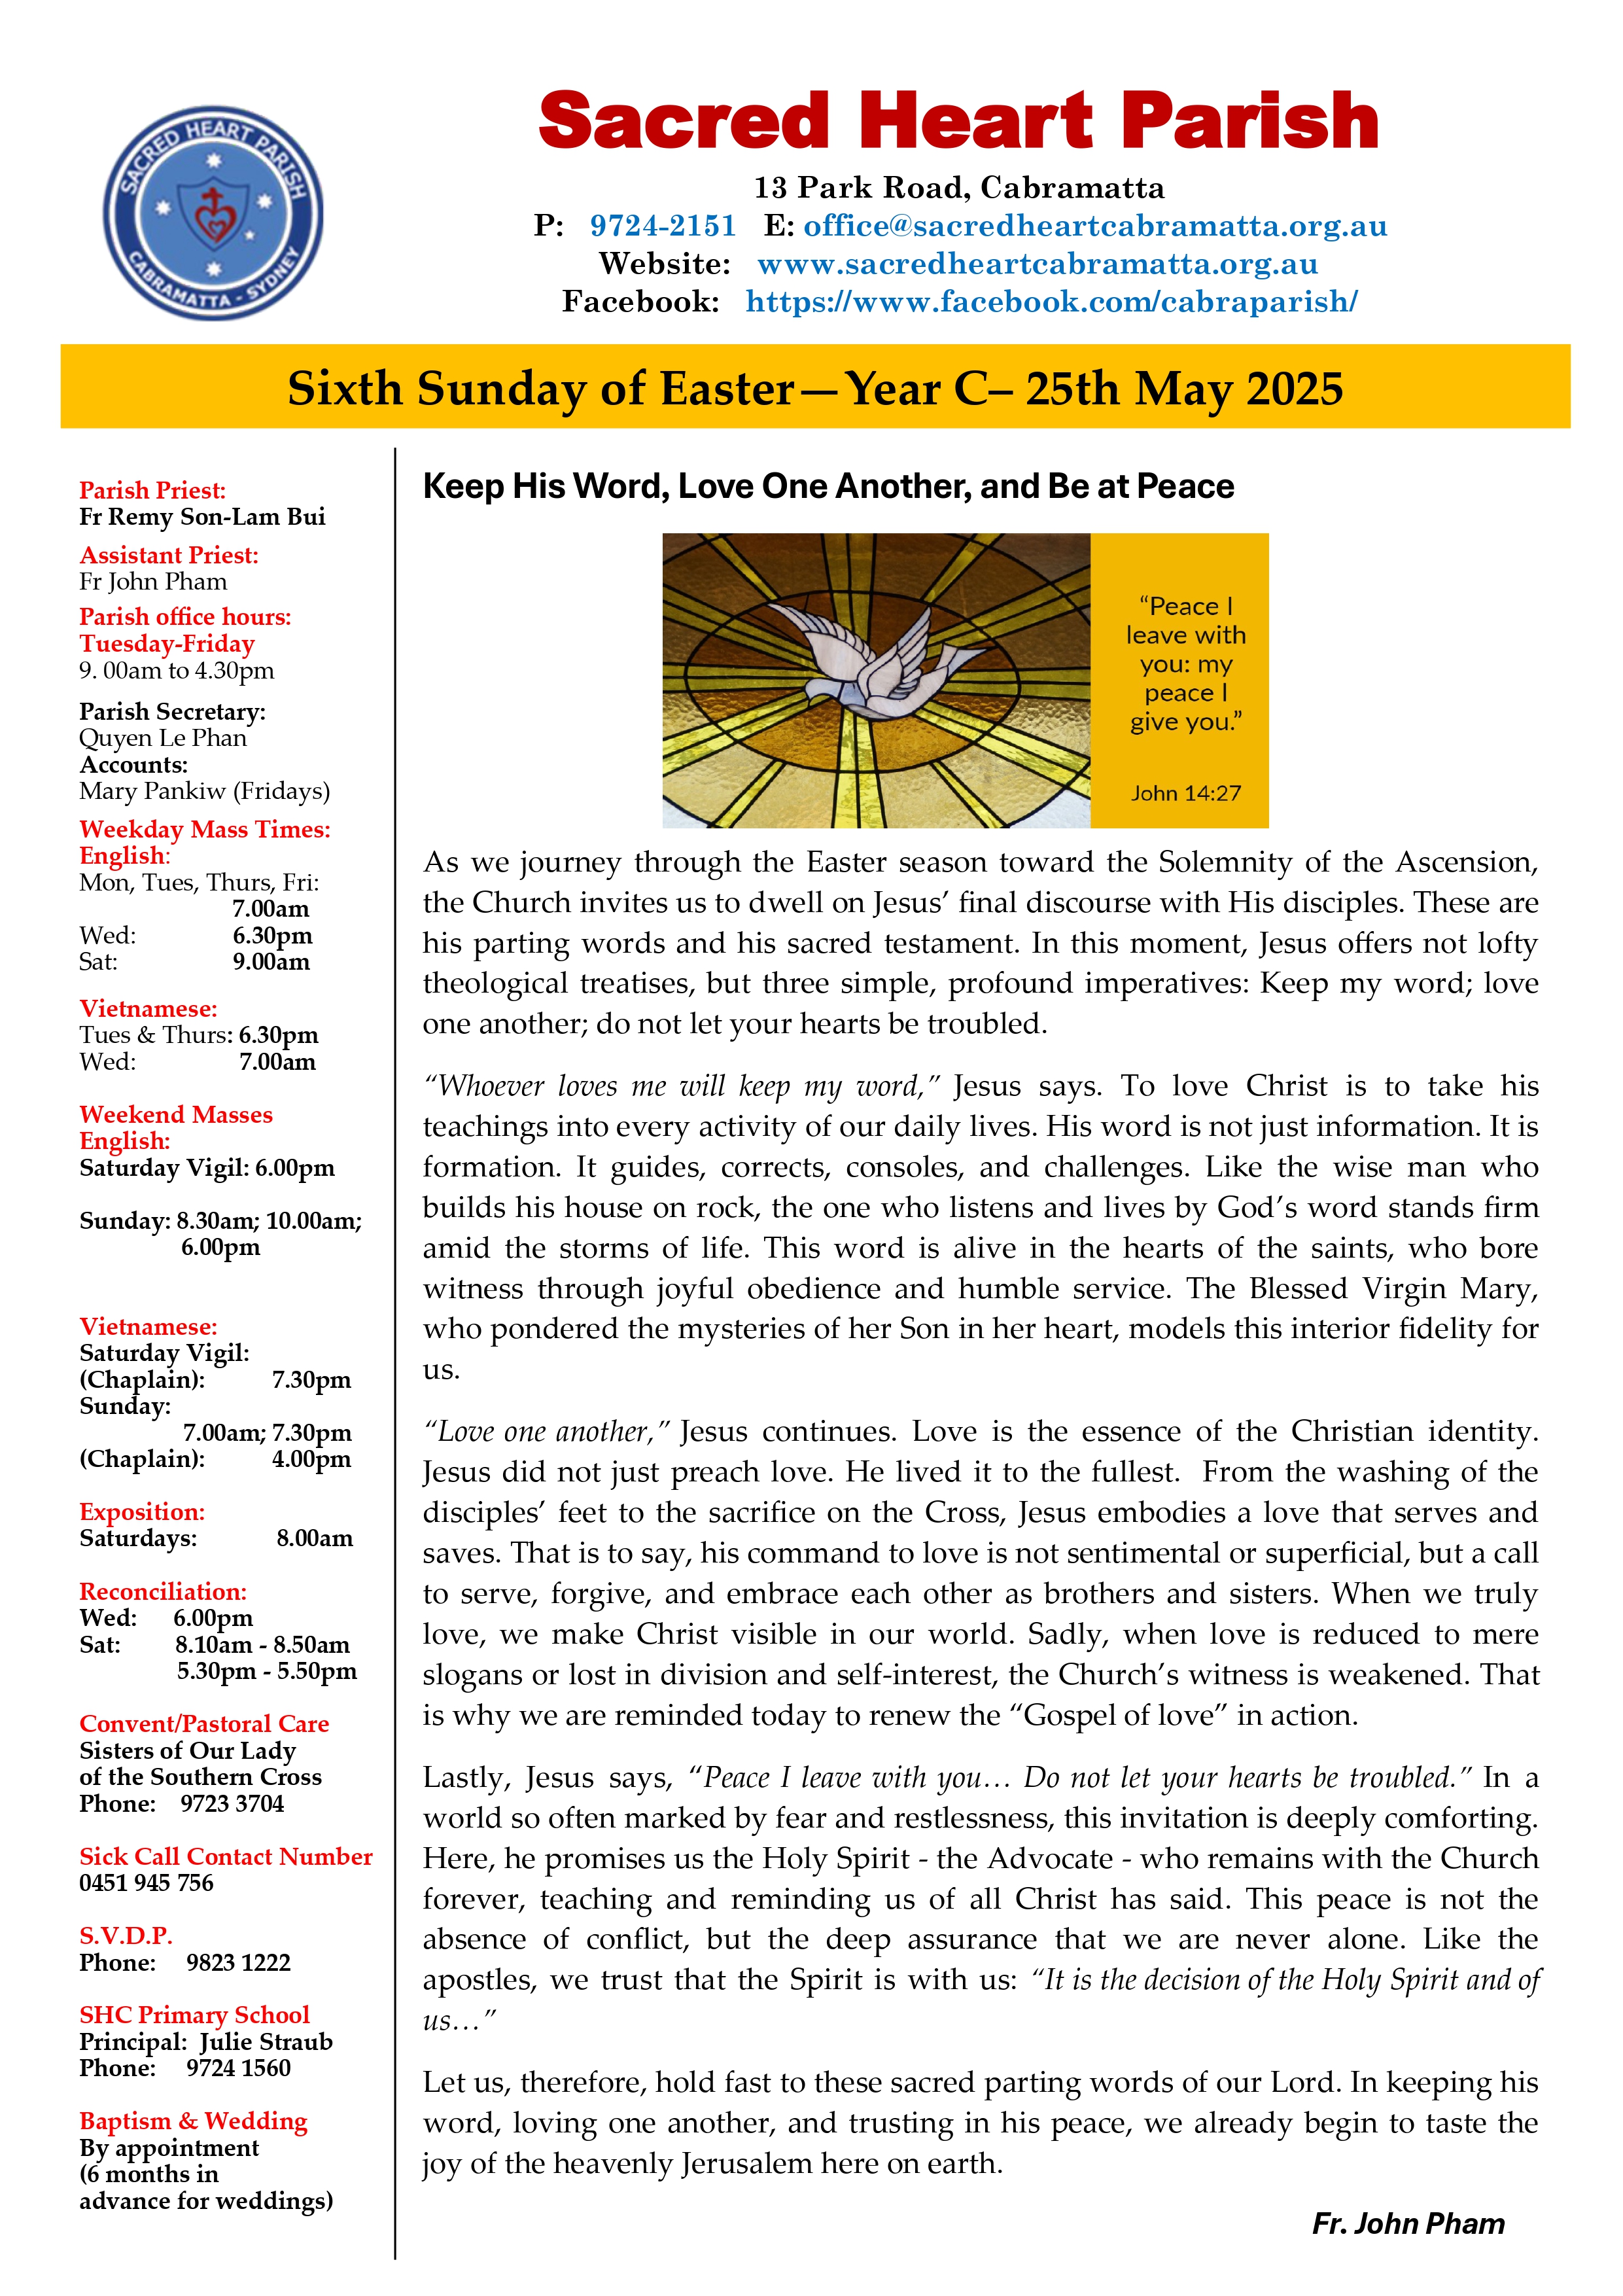 SACRED HEART PARISH
CABRAMATTA - SYDNEY
Sacred Heart Parish
13 Park Road, Cabramatta
P: 9724-2151 E: office@sacredheartcabramatta.org.au
Website: www.sacredheartcabramatta.org.au
Facebook: https://www.facebook.com/cabraparish/
Sixth Sunday of Easter—Year C– 25th May 2025
Parish Priest:
Fr Remy Son-Lam Bui
Assistant Priest:
Fr John Pham
Parish office hours:
Tuesday-Friday
9. 00am to 4.30pm
Parish Secretary:
Quyen Le Phan
Accounts:
Mary Pankiw (Fridays)
Weekday Mass Times:
English:
Mon, Tues, Thurs, Fri:
7.00am
Wed: 6.30pm
Sat: 9.00am
Vietnamese:
Tues & Thurs: 6.30pm
Wed: 7.00am
Weekend Masses
English:
Saturday Vigil: 6.00pm
Sunday: 8.30am; 10.00am;
6.00pm
Vietnamese:
Saturday Vigil:
(Chaplain): 7.30pm
Sunday:
7.00am; 7.30pm
(Chaplain): 4.00pm
Exposition:
Saturdays: 8.00am
Reconciliation:
Wed: 6.00pm
Sat: 8.10am - 8.50am
5.30pm - 5.50pm
Convent/Pastoral Care
Sisters of Our Lady
of the Southern Cross
Phone: 9723 3704
Sick Call Contact Number
0451 945 756
S.V.D.P.
Phone: 9823 1222
SHC Primary School
Principal: Julie Straub
Phone: 9724 1560
Baptism & Wedding
By appointment
(6 months in
advance for weddings)
Keep His Word, Love One Another, and Be at Peace
“Peace I
leave with
you: my
peace I
give you.”
John 14:27
As we journey through the Easter season toward the Solemnity of the Ascension,
the Church invites us to dwell on Jesus’ final discourse with His disciples. These are
his parting words and his sacred testament. In this moment, Jesus offers not lofty
theological treatises, but three simple, profound imperatives: Keep my word; love
one another; do not let your hearts be troubled.
“Whoever loves me will keep my word,” Jesus says. To love Christ is to take his
teachings into every activity of our daily lives. His word is not just information. It is
formation. It guides, corrects, consoles, and challenges. Like the wise man who
builds his house on rock, the one who listens and lives by God’s word stands firm
amid the storms of life. This word is alive in the hearts of the saints, who bore
witness through joyful obedience and humble service. The Blessed Virgin Mary,
who pondered the mysteries of her Son in her heart, models this interior fidelity for
us.
“Love one another,” Jesus continues. Love is the essence of the Christian identity.
Jesus did not just preach love. He lived it to the fullest. From the washing of the
disciples’ feet to the sacrifice on the Cross, Jesus embodies a love that serves and
saves. That is to say, his command to love is not sentimental or superficial, but a call
to serve, forgive, and embrace each other as brothers and sisters. When we truly
love, we make Christ visible in our world. Sadly, when love is reduced to mere
slogans or lost in division and self-interest, the Church’s witness is weakened. That
is why we are reminded today to renew the “Gospel of love” in action.
Lastly, Jesus says, “Peace I leave with you… Do not let your hearts be troubled.” In a
world so often marked by fear and restlessness, this invitation is deeply comforting.
Here, he promises us the Holy Spirit - the Advocate - who remains with the Church
forever, teaching and reminding us of all Christ has said. This peace is not the
absence of conflict, but the deep assurance that we are never alone. Like the
apostles, we trust that the Spirit is with us: “It is the decision of the Holy Spirit and of
us…”
Let us, therefore, hold fast to these sacred parting words of our Lord. In keeping his
word, loving one another, and trusting in his peace, we already begin to taste the
joy of the heavenly Jerusalem here on earth.
Fr. John Pham